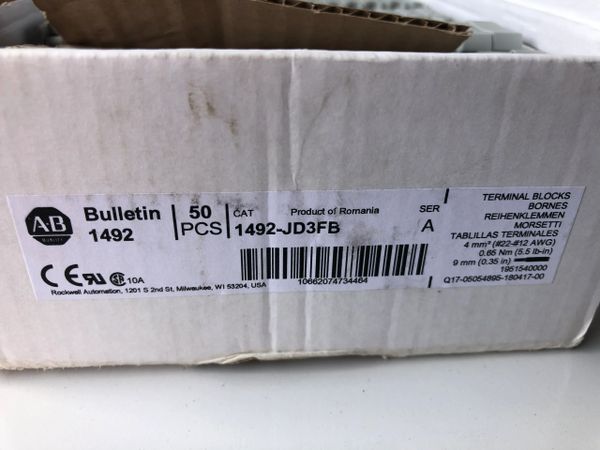 AB
QUALITY
Bulletin
1492
50
PCS
CAT
1492-JD3FB
Product of Romania
SER
A
10A
Rockwell Automation, 1201 S 2nd St, Milwaukee, WI 53204, USA
10662074734464
TERMINAL BLOCKS
BORNES
REIHENKLEMMEN
MORSETTI
TABLILLAS TERMINALES
4 mm² (#22-#12 AWG)
0.65 Nm (5.5 lb-in)
9 mm (0.35 in)
1951540000
Q17-05054895-180417-00